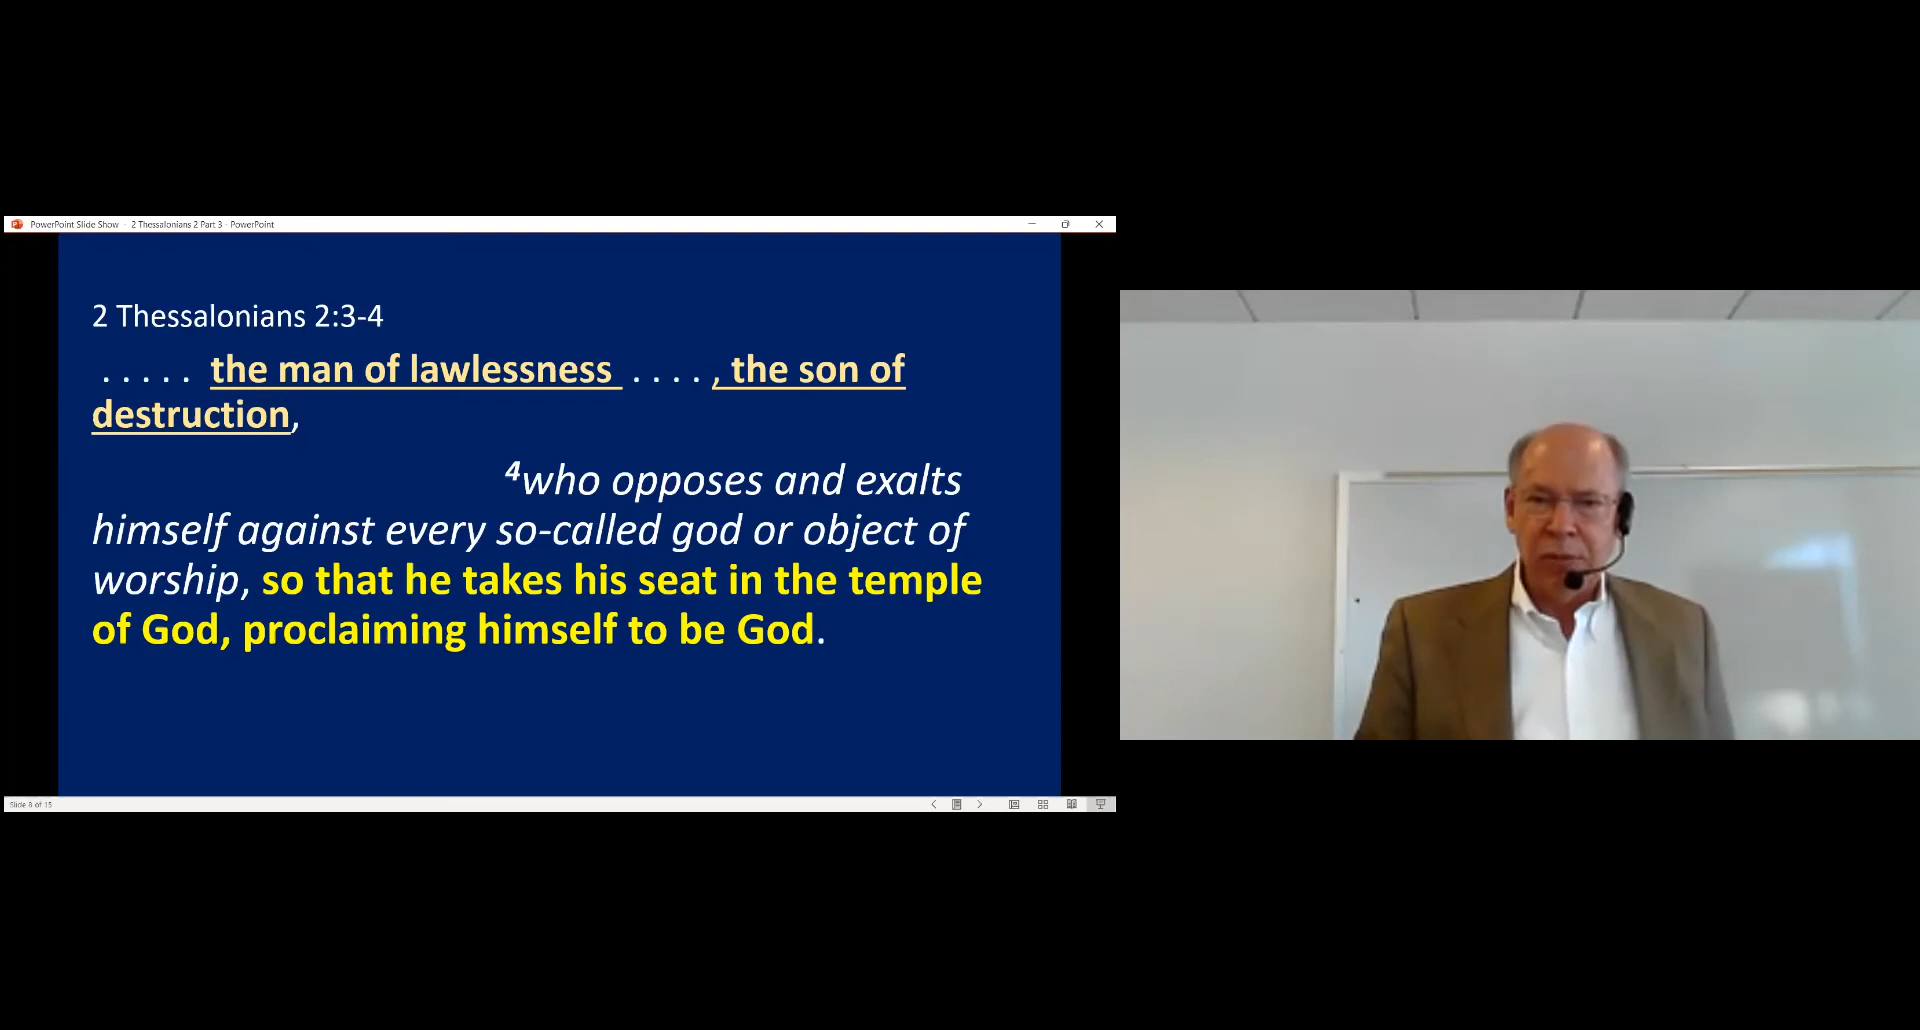 PowerPoint Slide Show - 2 Thessalonians 2 Part 3 - PowerPoint
2 Thessalonians 2:3-4
. . . . . the man of lawlessness . . . . , the son of
destruction,
4who opposes and exalts
himself against every so-called god or object of
worship, so that he takes his seat in the temple
of God, proclaiming himself to be God.
Slide 8 of 15